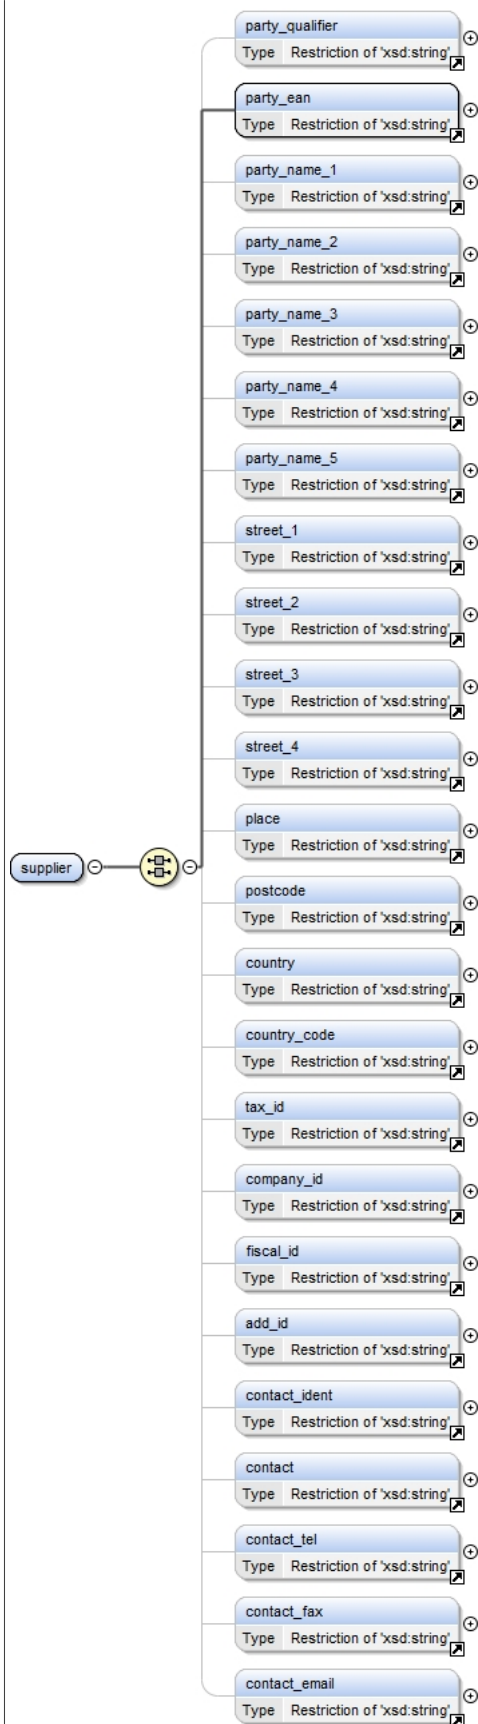 party_qualifier
Type Restriction of 'xsd:string'
party_ean
Type Restriction of 'xsd:string'
party_name_1
Type Restriction of 'xsd:string'
party_name_2
Type Restriction of 'xsd:string'
party_name_3
Type Restriction of 'xsd:string'
party_name_4
Type Restriction of 'xsd:string'
party_name_5
Type Restriction of 'xsd:string'
street_1
Type Restriction of 'xsd:string'
street_2
Type Restriction of 'xsd:string'
street_3
Type Restriction of 'xsd:string'
street_4
Type Restriction of 'xsd:string'
place
Type Restriction of 'xsd:string'
supplier
postcode
Type Restriction of 'xsd:string'
country
Type Restriction of 'xsd:string'
country_code
Type Restriction of 'xsd:string'
tax_id
Type Restriction of 'xsd:string'
company_id
Type Restriction of 'xsd:string'
fiscal_id
Type Restriction of 'xsd:string'
add_id
Type Restriction of 'xsd:string'
contact_ident
Type Restriction of 'xsd:string'
contact
Type Restriction of 'xsd:string'
contact_tel
Type Restriction of 'xsd:string'
contact_fax
Type Restriction of 'xsd:string'
contact_email
Type Restriction of 'xsd:string'